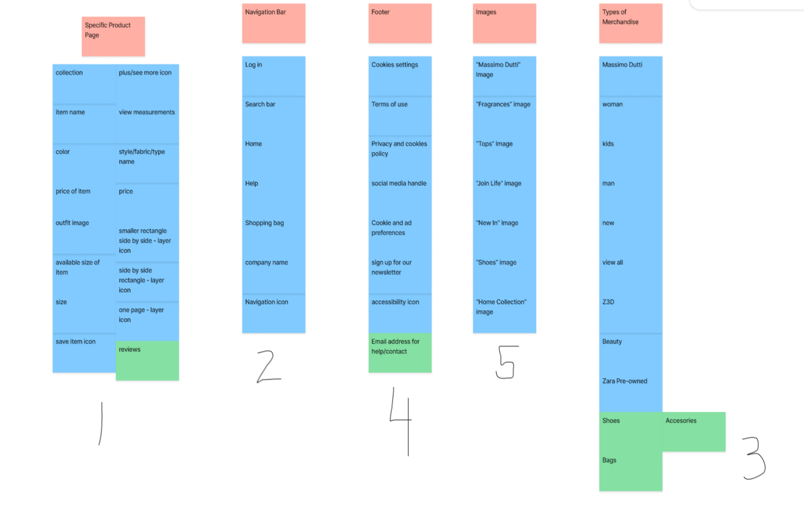 Specific Product
Page
collection
item name
color
price of item
outfit image
available size of
item
size
save item icon
plus/see more icon
view measurements
style/fabric/type
name
price
smaller rectangle
side by side - layer
icon
side by side
rectangle - layer
icon
one page - layer
icon
reviews
1
Navigation Bar
Log in
Search bar
Home
Help
Shopping bag
company name
Navigation icon
2
Footer
Cookies settings
Terms of use
Privacy and cookies
policy
social media handle
Cookie and ad
preferences
sign up for our
newsletter
accessibility icon
Email address for
help/contact
4
Images
"Massimo Dutti"
Image
"Fragrances" image
"Tops" Image
"Join Life" image
"New In" image
"Shoes" image
"Home Collection"
image
5
Types of
Merchandise
Massimo Dutti
woman
kids
man
new
view all
Z3D
Beauty
Zara Pre-owned
Shoes
Accesories
Bags
3